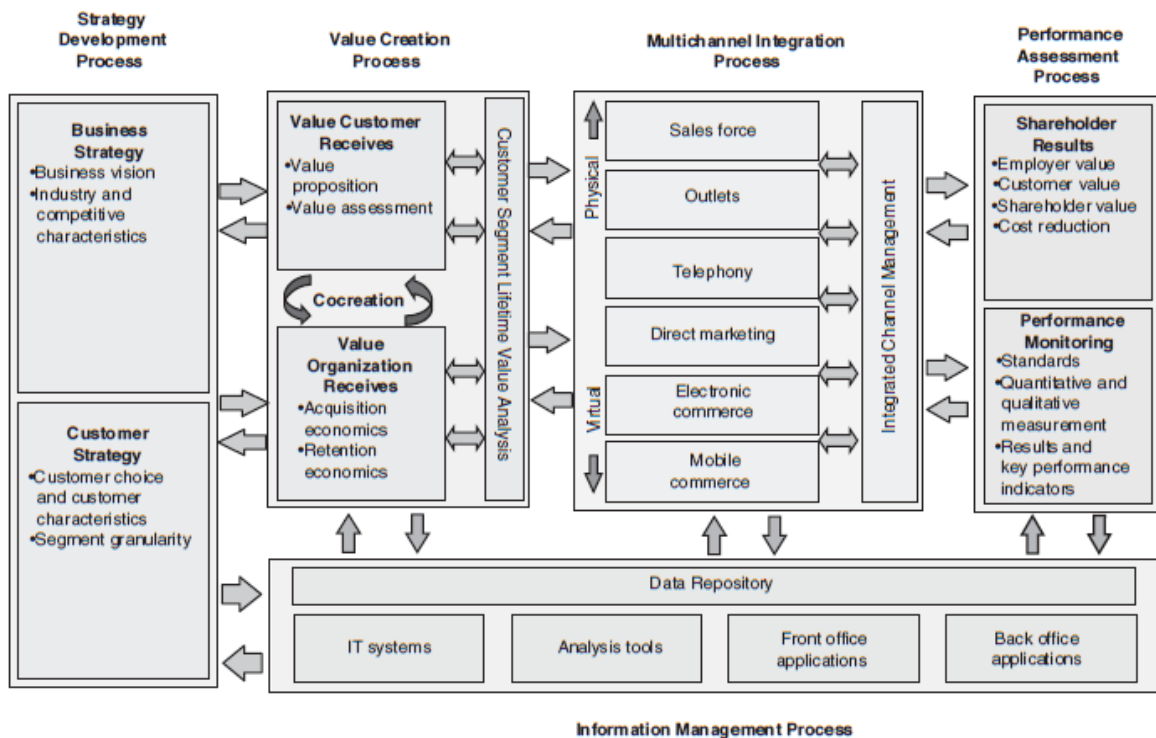 Strategy
Development
Process
Value Creation
Process
Multichannel Integration
Process
Performance
Assessment
Process
Business
Strategy
•Business vision
•Industry and
competitive
characteristics
Customer
Strategy
•Customer choice
and customer
characteristics
•Segment granularity
Value Customer
Receives
•Value
proposition
•Value assessment
Cocreation
Value
Organization
Receives
•Acquisition
economics
•Retention
economics
Customer Segment Lifetime Value Analysis
Physical
Virtual
Sales force
Outlets
Telephony
Direct marketing
Electronic
commerce
Mobile
commerce
Integrated Channel Management
Shareholder
Results
•Employer value
•Customer value
•Shareholder value
•Cost reduction
Performance
Monitoring
•Standards
•Quantitative and
qualitative
measurement
•Results and
key performance
indicators
Data Repository
IT systems
Analysis tools
Front office
applications
Back office
applications
Information Management Process